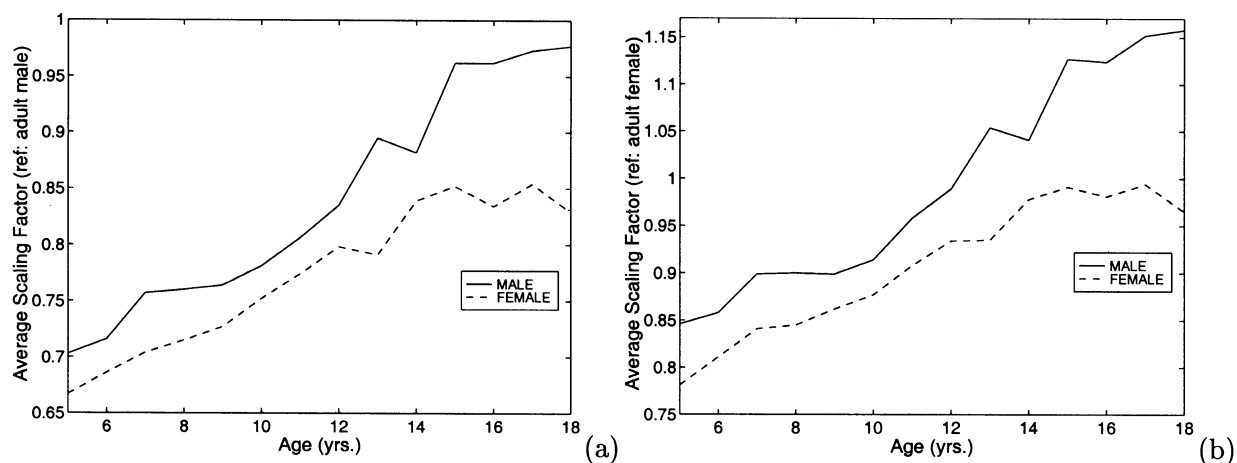 Average Scaling Factor (ref: adult male)
1
0.95
0.9
0.85
0.8
0.75
0.7
0.65
MALE
FEMALE
6 8 10 12 14 16 18
Age (yrs.)
(a)
Average Scaling Factor (ref: adult female)
1.15
1.1
1.05
1
0.95
0.9
0.85
0.8
0.75
MALE
FEMALE
6 8 10 12 14 16 18
Age (yrs.)
(b)